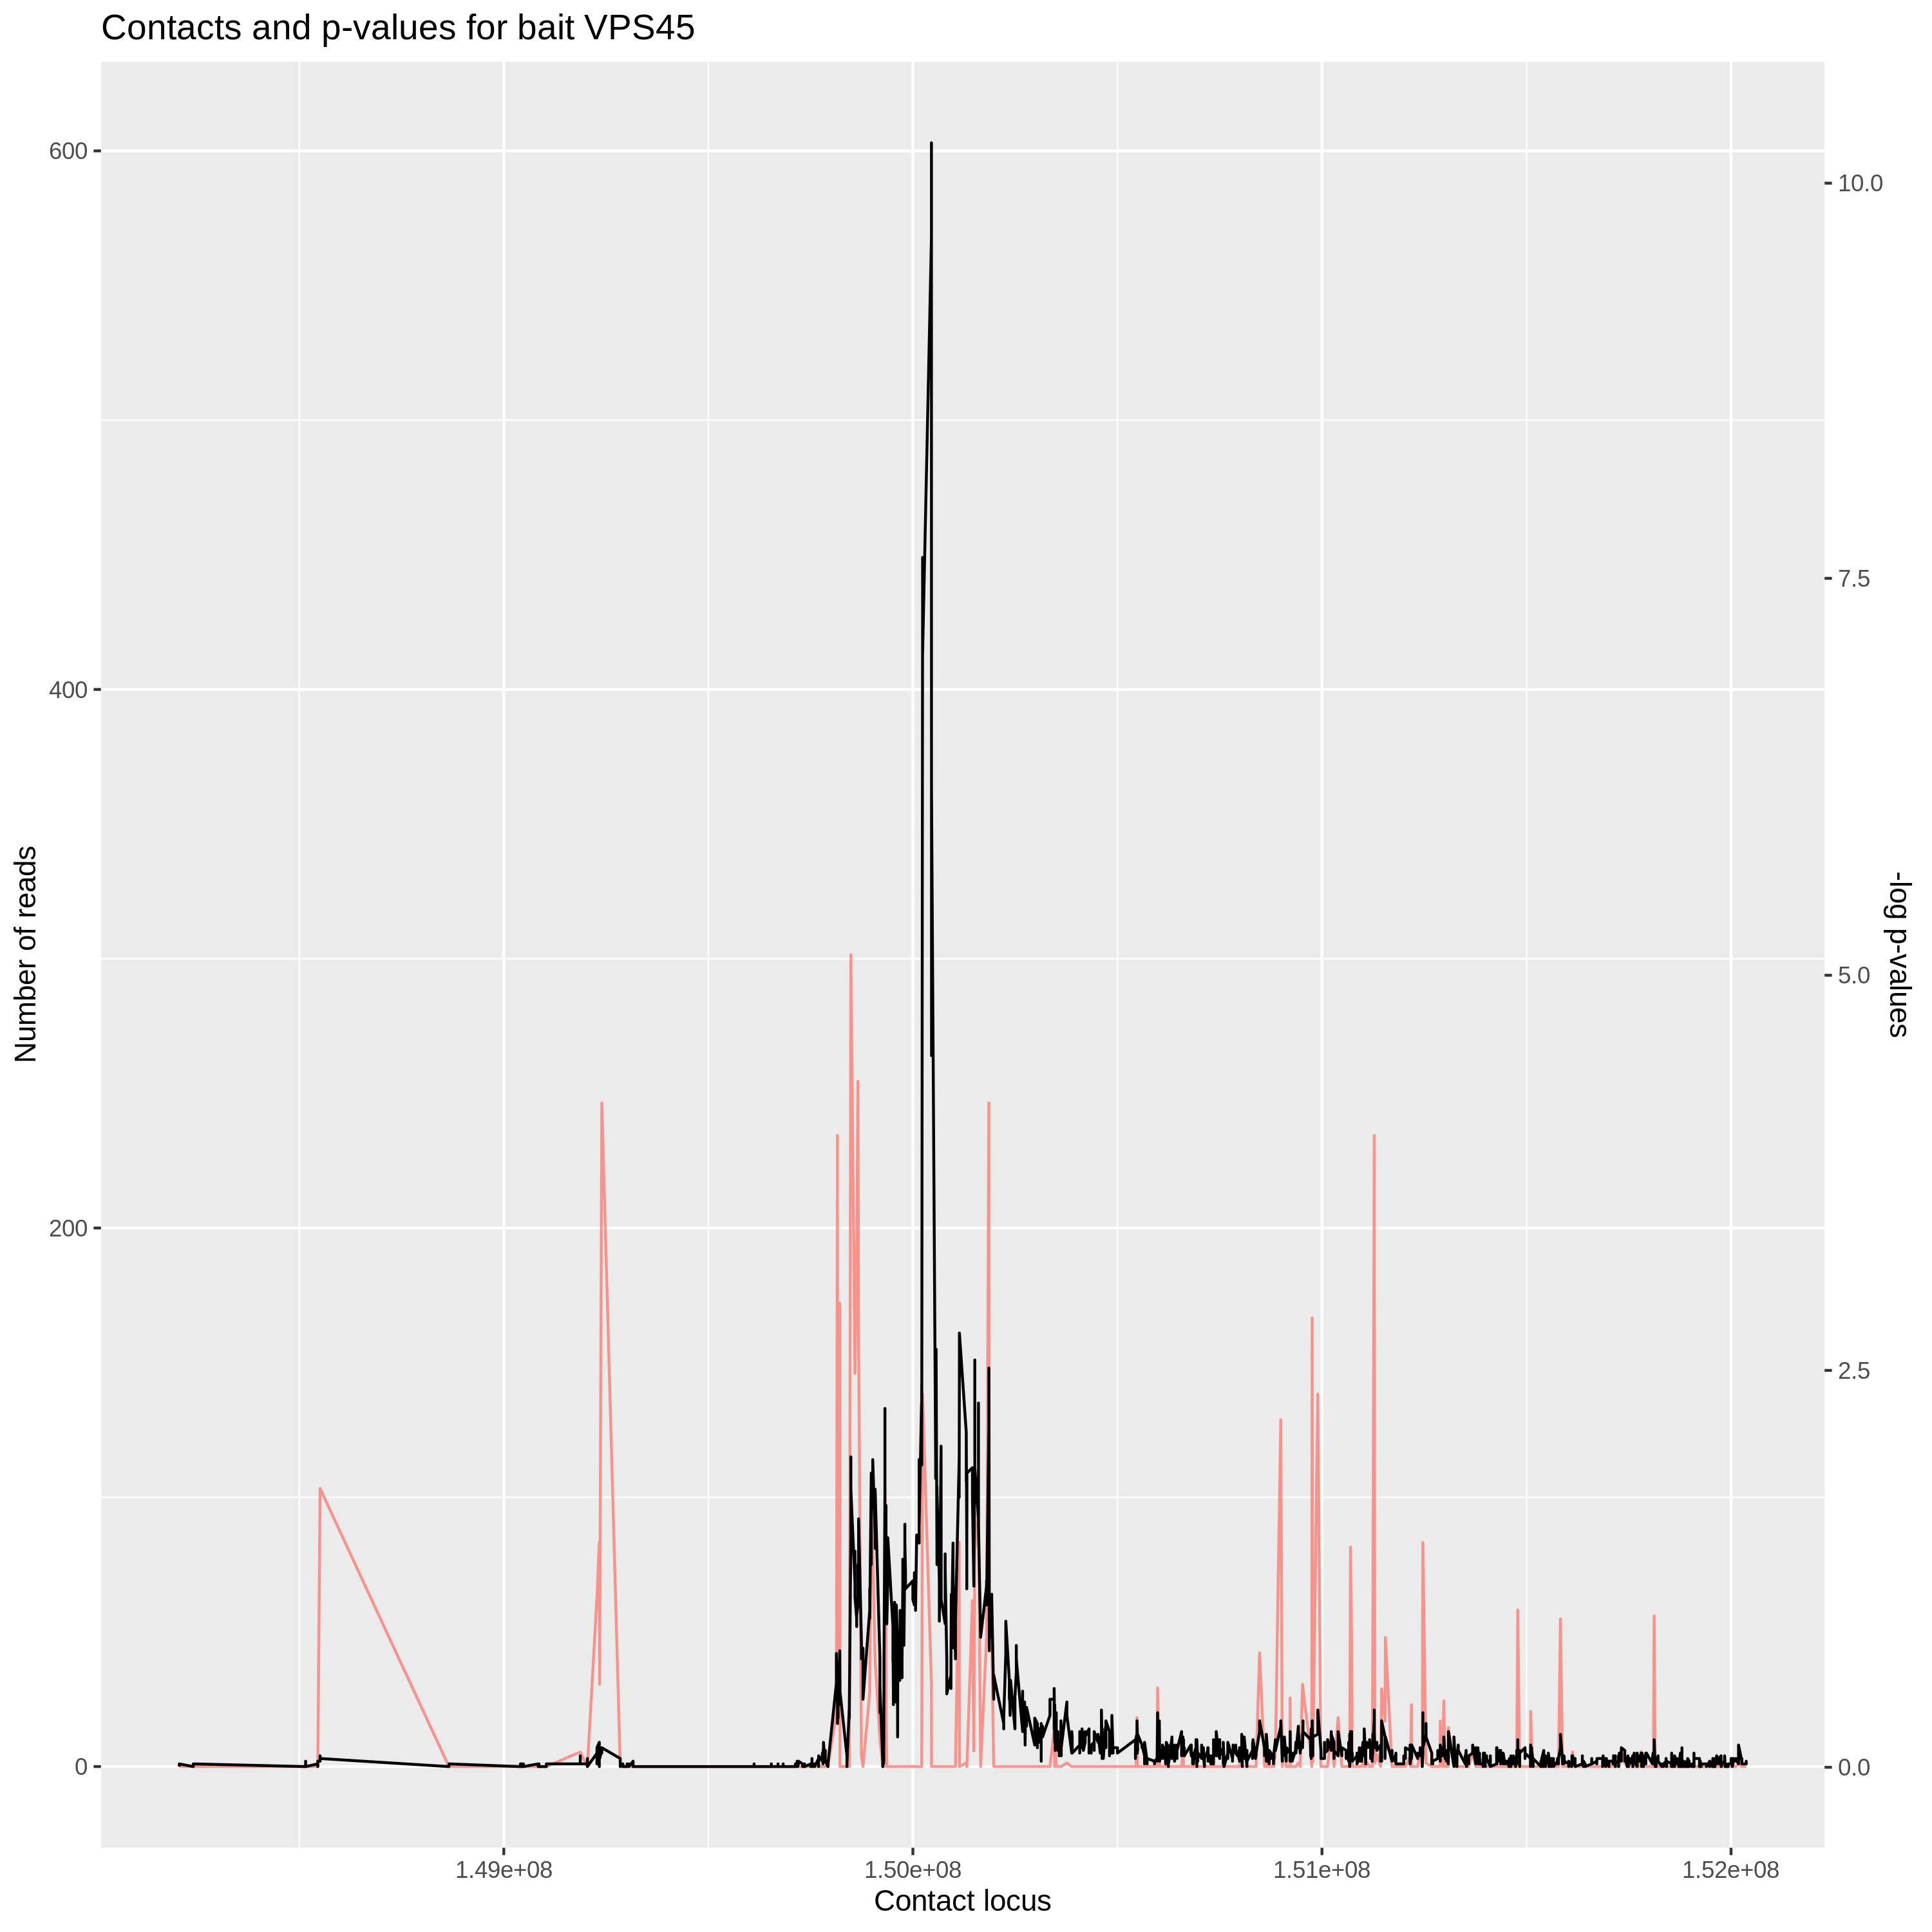 Contacts and p-values for bait VPS45
600
400
200
0
Number of reads
10.0
7.5
5.0
2.5
0.0
-log p-values
1.49e+08
1.50e+08
1.51e+08
1.52e+08
Contact locus